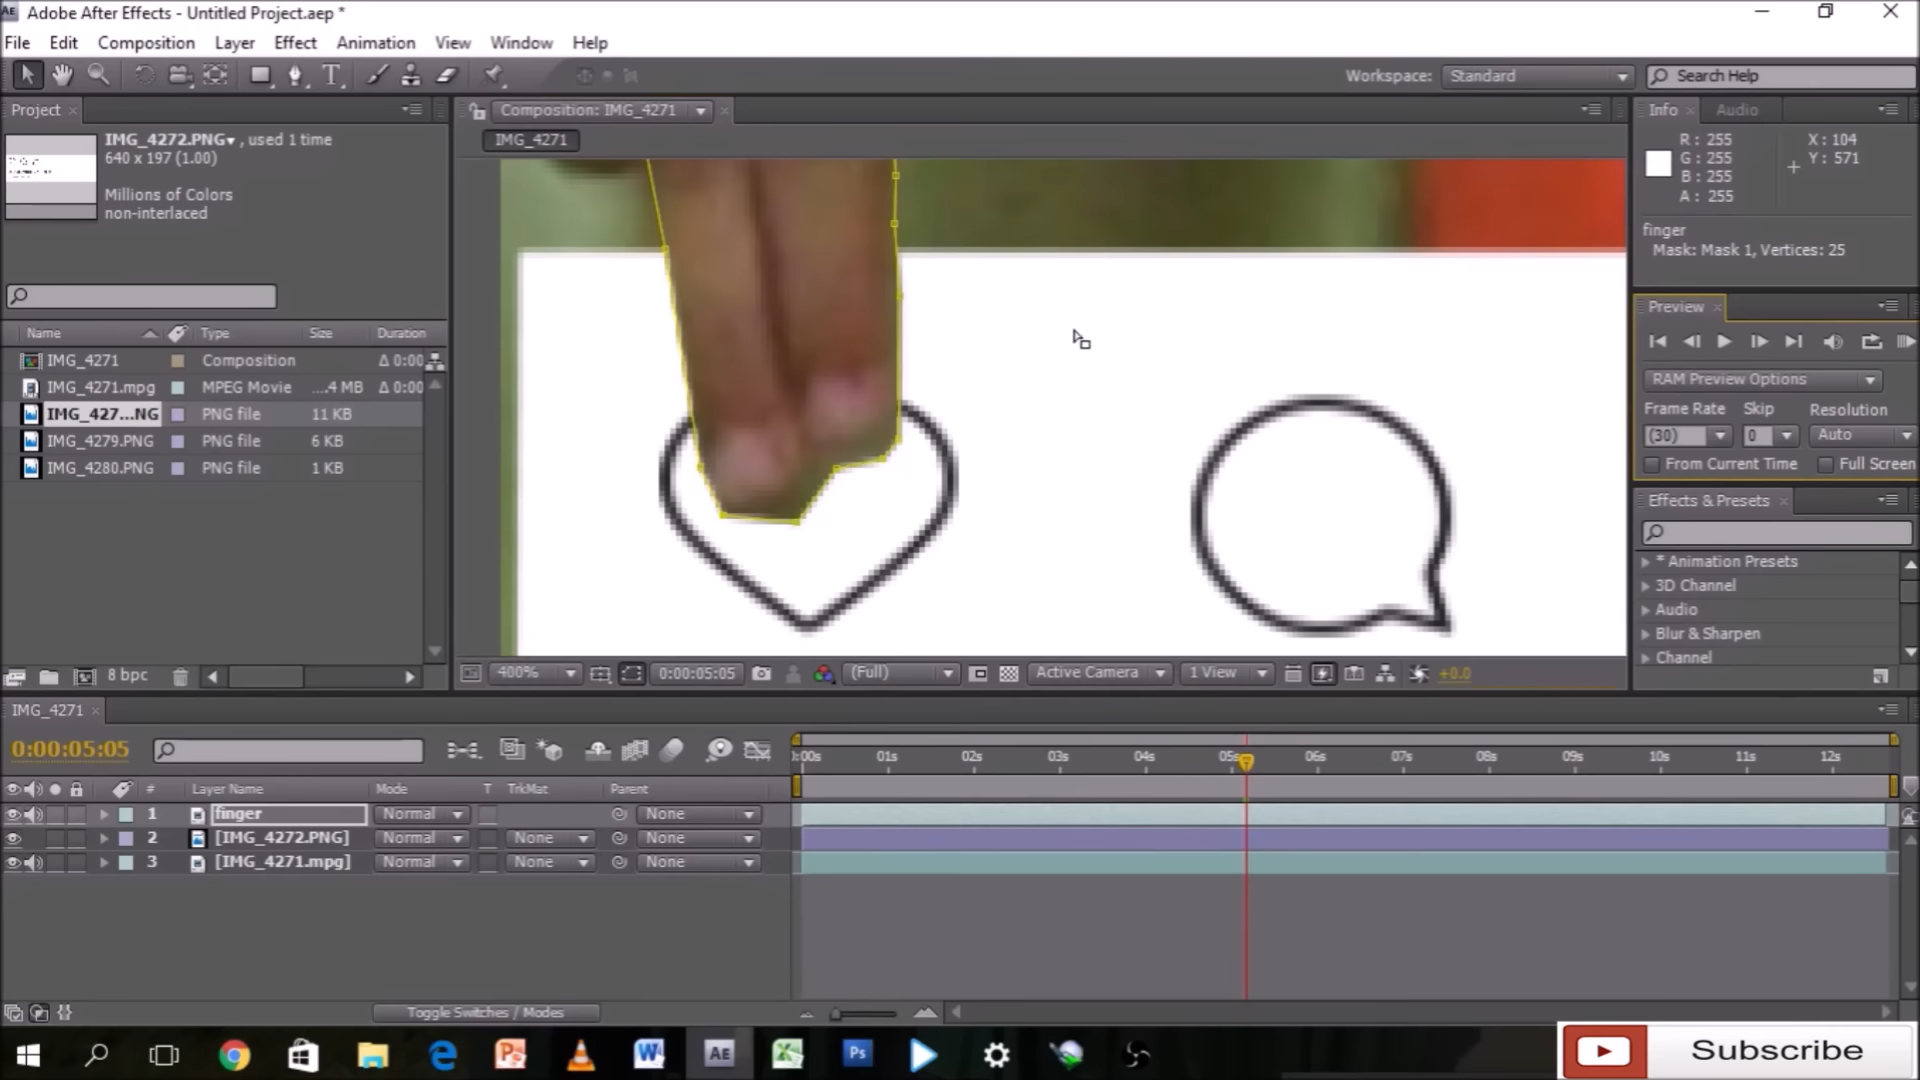 Adobe After Effects - Untitled Project.aep *
File Edit Composition Layer Effect Animation View Window Help
Workspace: Standard Search Help
Project
IMG_4272.PNG , used 1 time
640 x 197 (1.00)
Millions of Colors
non-interlaced
Name Type Size Duration
IMG_4271 Composition Δ 0:00
IMG_4271.mpg MPEG Movie ....4 MB Δ 0:00
IMG_427...NG PNG file 11 KB
IMG_4279.PNG PNG file 6 KB
IMG_4280.PNG PNG file 1 KB
8 bpc
Composition: IMG_4271
IMG_4271
400% 0:00:05:05 (Full) Active Camera 1 View +0.0
Info Audio
R : 255 X : 104
G : 255 Y : 571
B : 255
A : 255
finger
Mask: Mask 1, Vertices: 25
Preview
RAM Preview Options
Frame Rate Skip Resolution
(30) 0 Auto
From Current Time Full Screen
Effects & Presets
* Animation Presets
3D Channel
Audio
Blur & Sharpen
Channel
IMG_4271
0:00:05:05
):00s 01s 02s 03s 04s 05s 06s 07s 08s 09s 10s 11s 12s
# Layer Name Mode T TrkMat Parent
1 finger Normal None
2 [IMG_4272.PNG] Normal None None
3 [IMG_4271.mpg] Normal None None
Toggle Switches / Modes
Subscribe